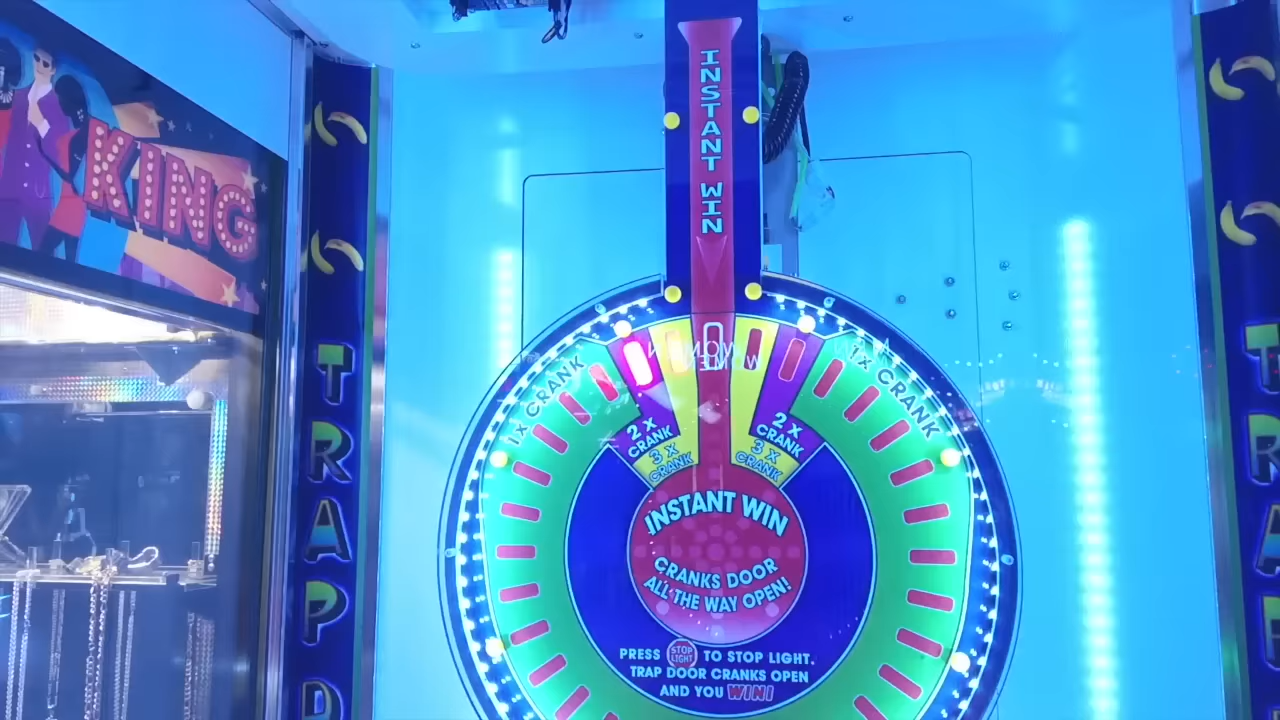 KING
TRAP
INSTANT WIN
1X CRANK
1X CRANK
2 X
CRANK
2 X
CRANK
3 X
CRANK
3 X
CRANK
INSTANT WIN
CRANKS DOOR
ALL THE WAY OPEN!
PRESS STOP LIGHT TO STOP LIGHT.
TRAP DOOR CRANKS OPEN
AND YOU WIN!
TRAP